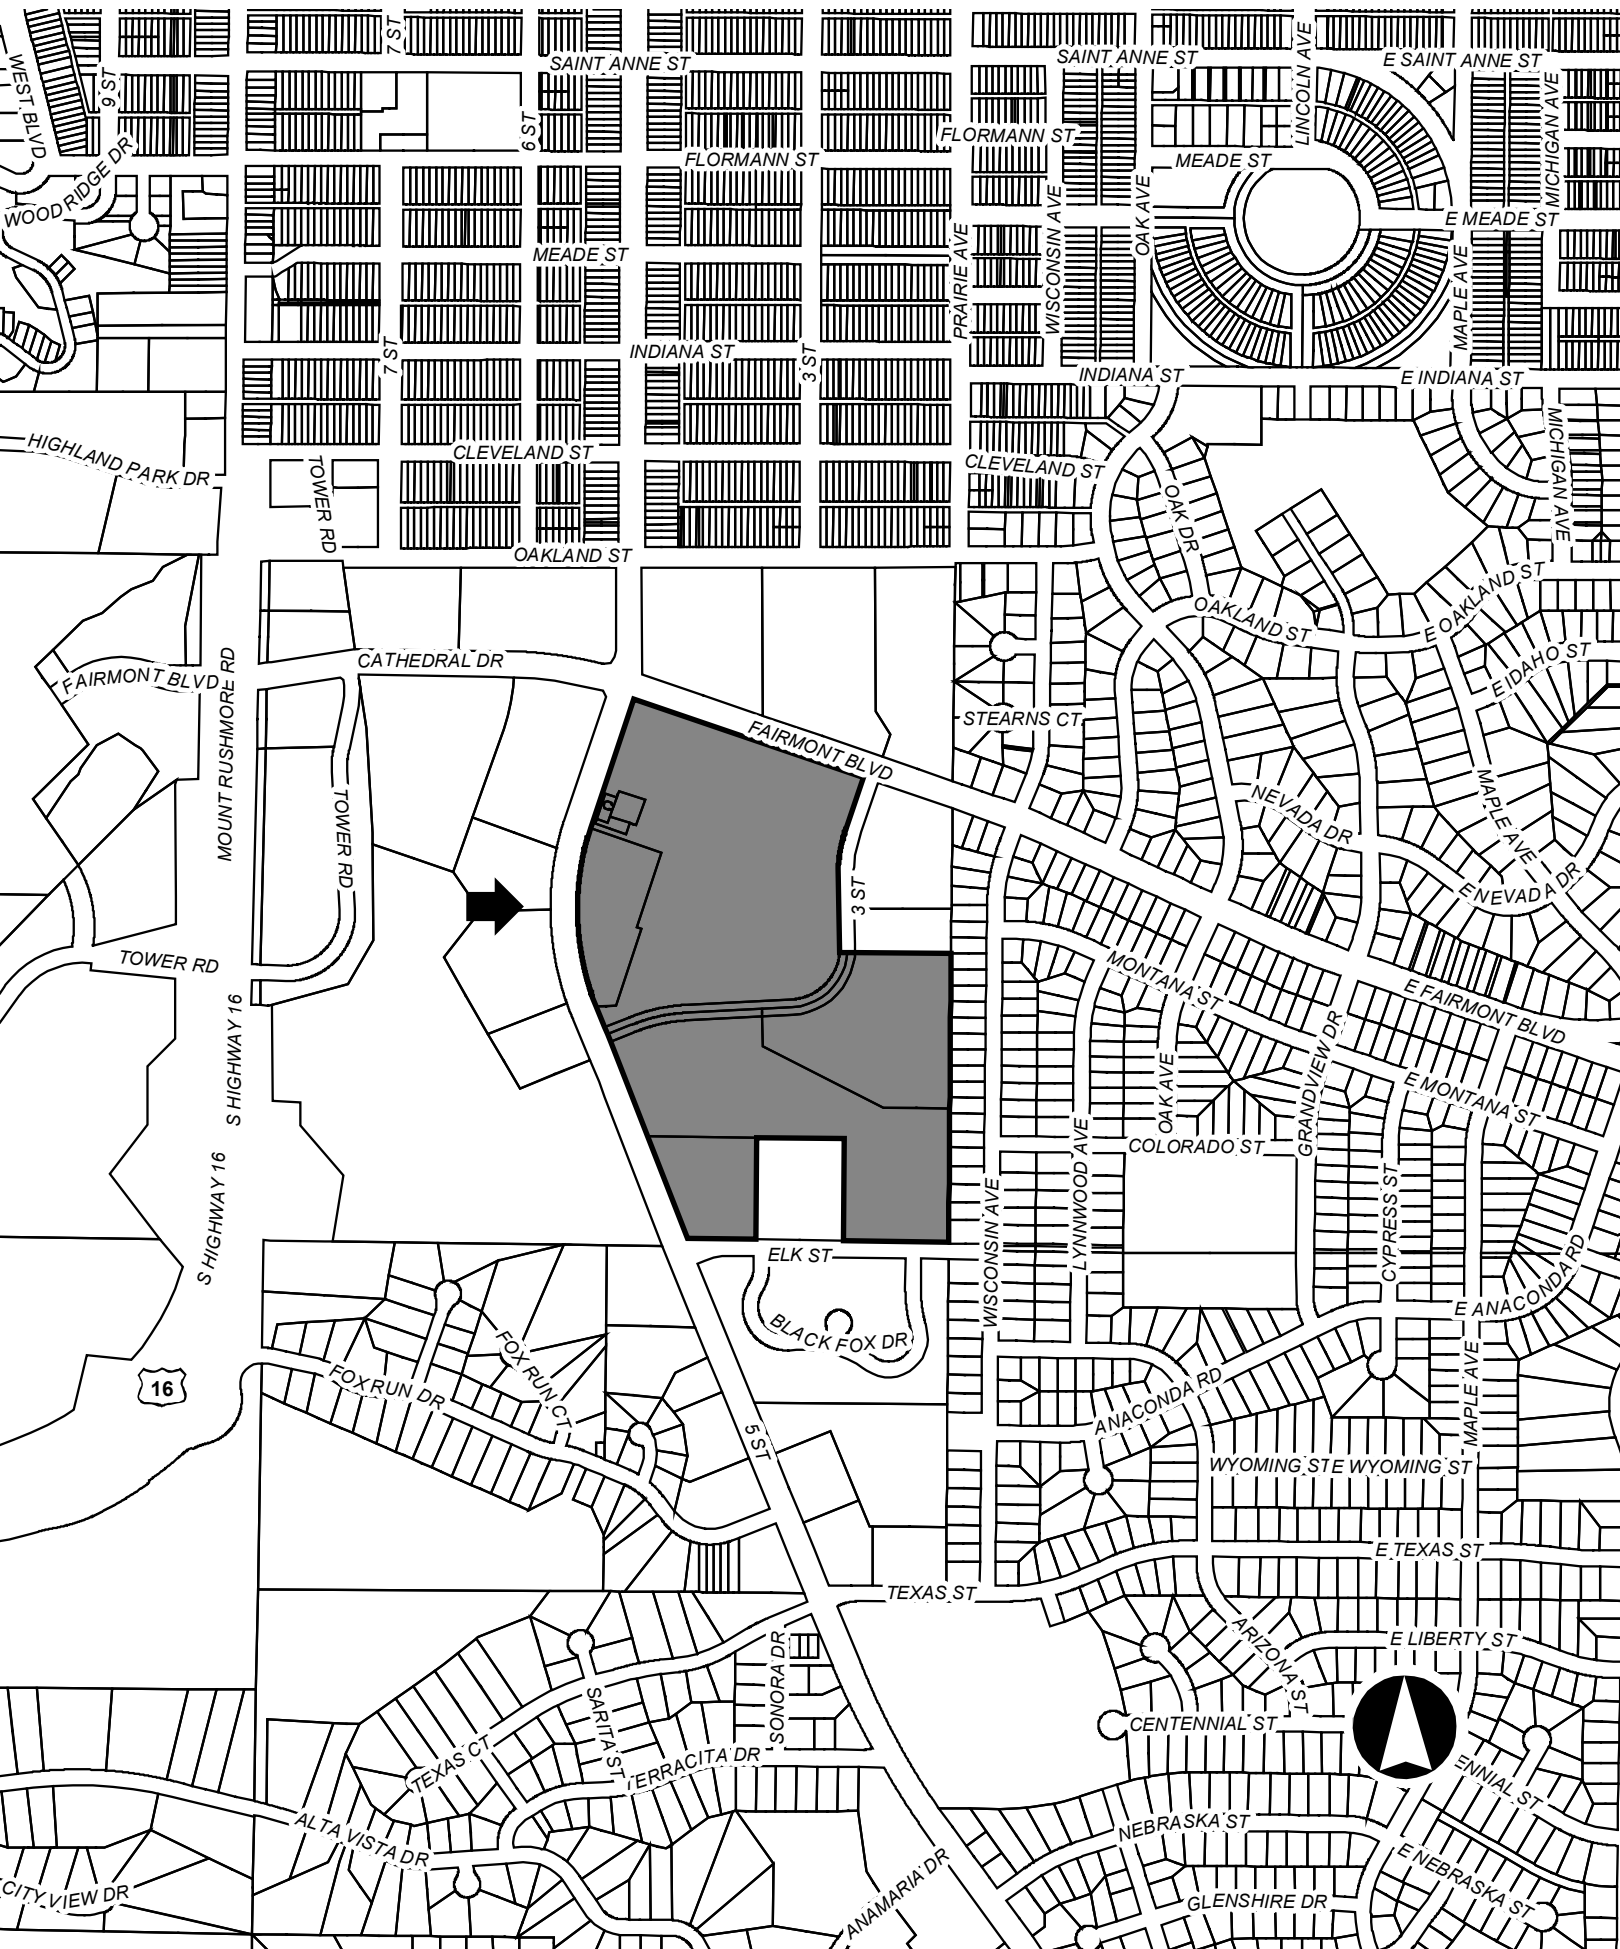 7 ST
SAINT ANNE ST
SAINT ANNE ST
LINCOLN AVE
E SAINT ANNE ST
WEST BLVD
9 ST
6 ST
MICHIGAN AVE
FLORMANN ST
FLORMANN ST
MEADE ST
WOODRIDGE DR
WISCONSIN AVE
OAK AVE
E MEADE ST
MEADE ST
PRAIRIE AVE
MAPLE AVE
7 ST
INDIANA ST
3 ST
INDIANA ST
E INDIANA ST
HIGHLAND PARK DR
CLEVELAND ST
CLEVELAND ST
MICHIGAN AVE
TOWER RD
OAK DR
OAKLAND ST
OAKLAND ST
E OAKLAND ST
FAIRMONT BLVD
MOUNT RUSHMORE RD
CATHEDRAL DR
E IDAHO ST
STEARNS CT
FAIRMONT BLVD
TOWER RD
NEVADA DR
MAPLE AVE
3 ST
E NEVADA DR
TOWER RD
MONTANA ST
E FAIRMONT BLVD
S HIGHWAY 16
GRANDVIEW DR
OAK AVE
E MONTANA ST
LYNNWOOD AVE
COLORADO ST
S HIGHWAY 16
WISCONSIN AVE
CYPRESS ST
ELK ST
E ANACONDA RD
BLACK FOX DR
FOX RUN CT
16
FOX RUN DR
ANACONDA RD
MAPLE AVE
5 ST
WYOMING ST
E WYOMING ST
E TEXAS ST
TEXAS ST
SONORA DR
ARIZONA ST
E LIBERTY ST
SARITA ST
CENTENNIAL ST
TEXAS CT
TERRACITA DR
ENNIAL ST
ALTA VISTA DR
NEBRASKA ST
E NEBRASKA ST
CITY VIEW DR
ANAMARIA DR
GLENSHIRE DR